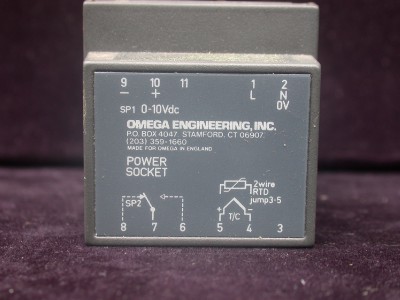 9 10 11 1 2
− + L N
SP1 0-10Vdc 0V
OMEGA ENGINEERING, INC.
P.O. BOX 4047, STAMFORD, CT 06907
(203) 359-1660
MADE FOR OMEGA IN ENGLAND
POWER
SOCKET
2wire
RTD
jump3-5
SP2
+ T/C -
8 7 6 5 4 3